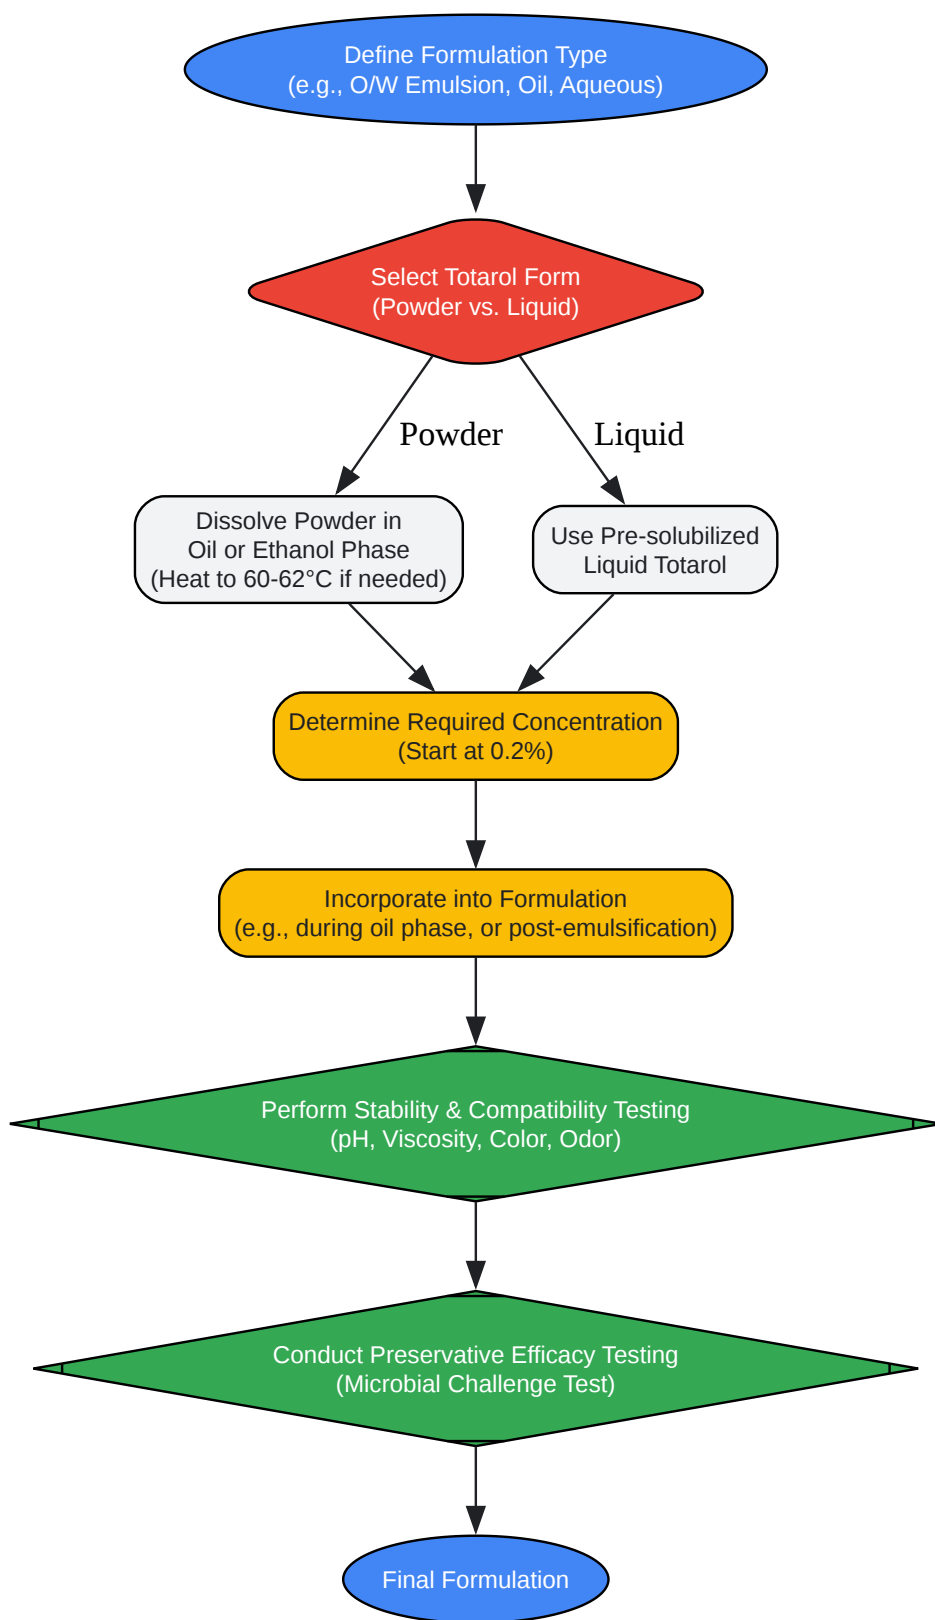 Define Formulation Type
(e.g., O/W Emulsion, Oil, Aqueous)
Select Totarol Form
(Powder vs. Liquid)
Powder
Liquid
Dissolve Powder in
Oil or Ethanol Phase
(Heat to 60-62°C if needed)
Use Pre-solubilized
Liquid Totarol
Determine Required Concentration
(Start at 0.2%)
Incorporate into Formulation
(e.g., during oil phase, or post-emulsification)
Perform Stability & Compatibility Testing
(pH, Viscosity, Color, Odor)
Conduct Preservative Efficacy Testing
(Microbial Challenge Test)
Final Formulation